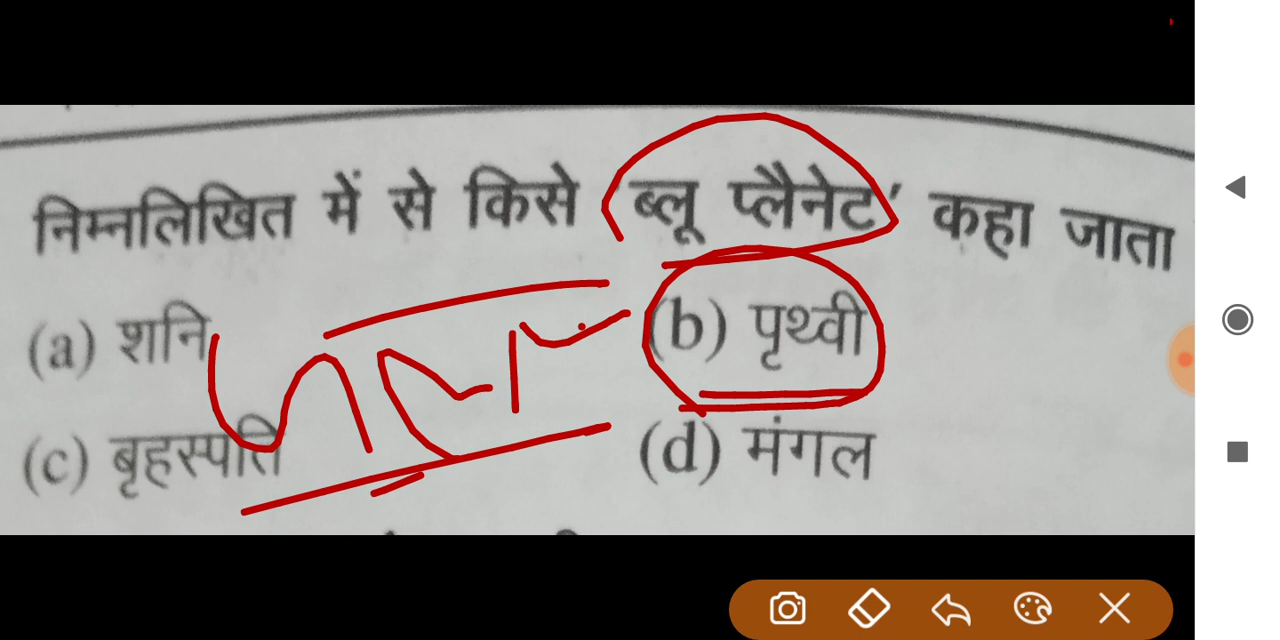 निम्नलिखित में से किसे 'ब्लू प्लैनेट' कहा जाता
(a) शनि (b) पृथ्वी
(c) बृहस्पति (d) मंगल